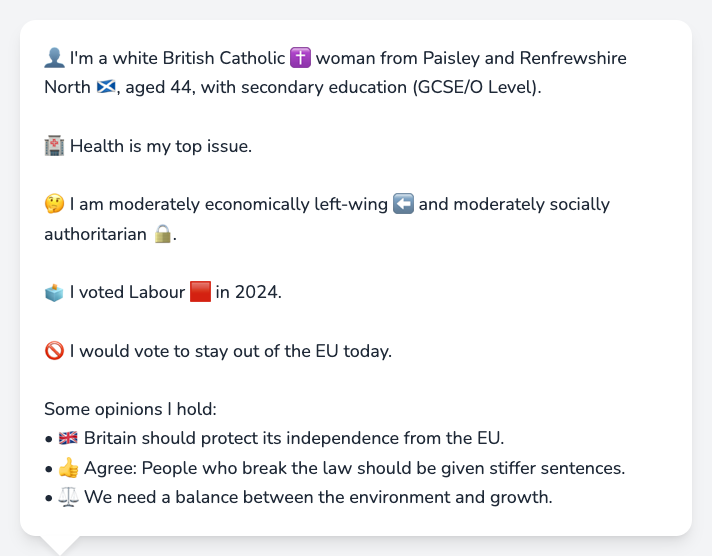 👤 I'm a white British Catholic ✝️ woman from Paisley and Renfrewshire
North 🏴󠁧󠁢󠁳󠁣󠁴󠁿, aged 44, with secondary education (GCSE/O Level).
🏥 Health is my top issue.
🤔 I am moderately economically left-wing ⬅️ and moderately socially
authoritarian 🔒.
🗳️ I voted Labour 🟥 in 2024.
🚫 I would vote to stay out of the EU today.
Some opinions I hold:
• 🇬🇧 Britain should protect its independence from the EU.
• 👍 Agree: People who break the law should be given stiffer sentences.
• ⚖️ We need a balance between the environment and growth.